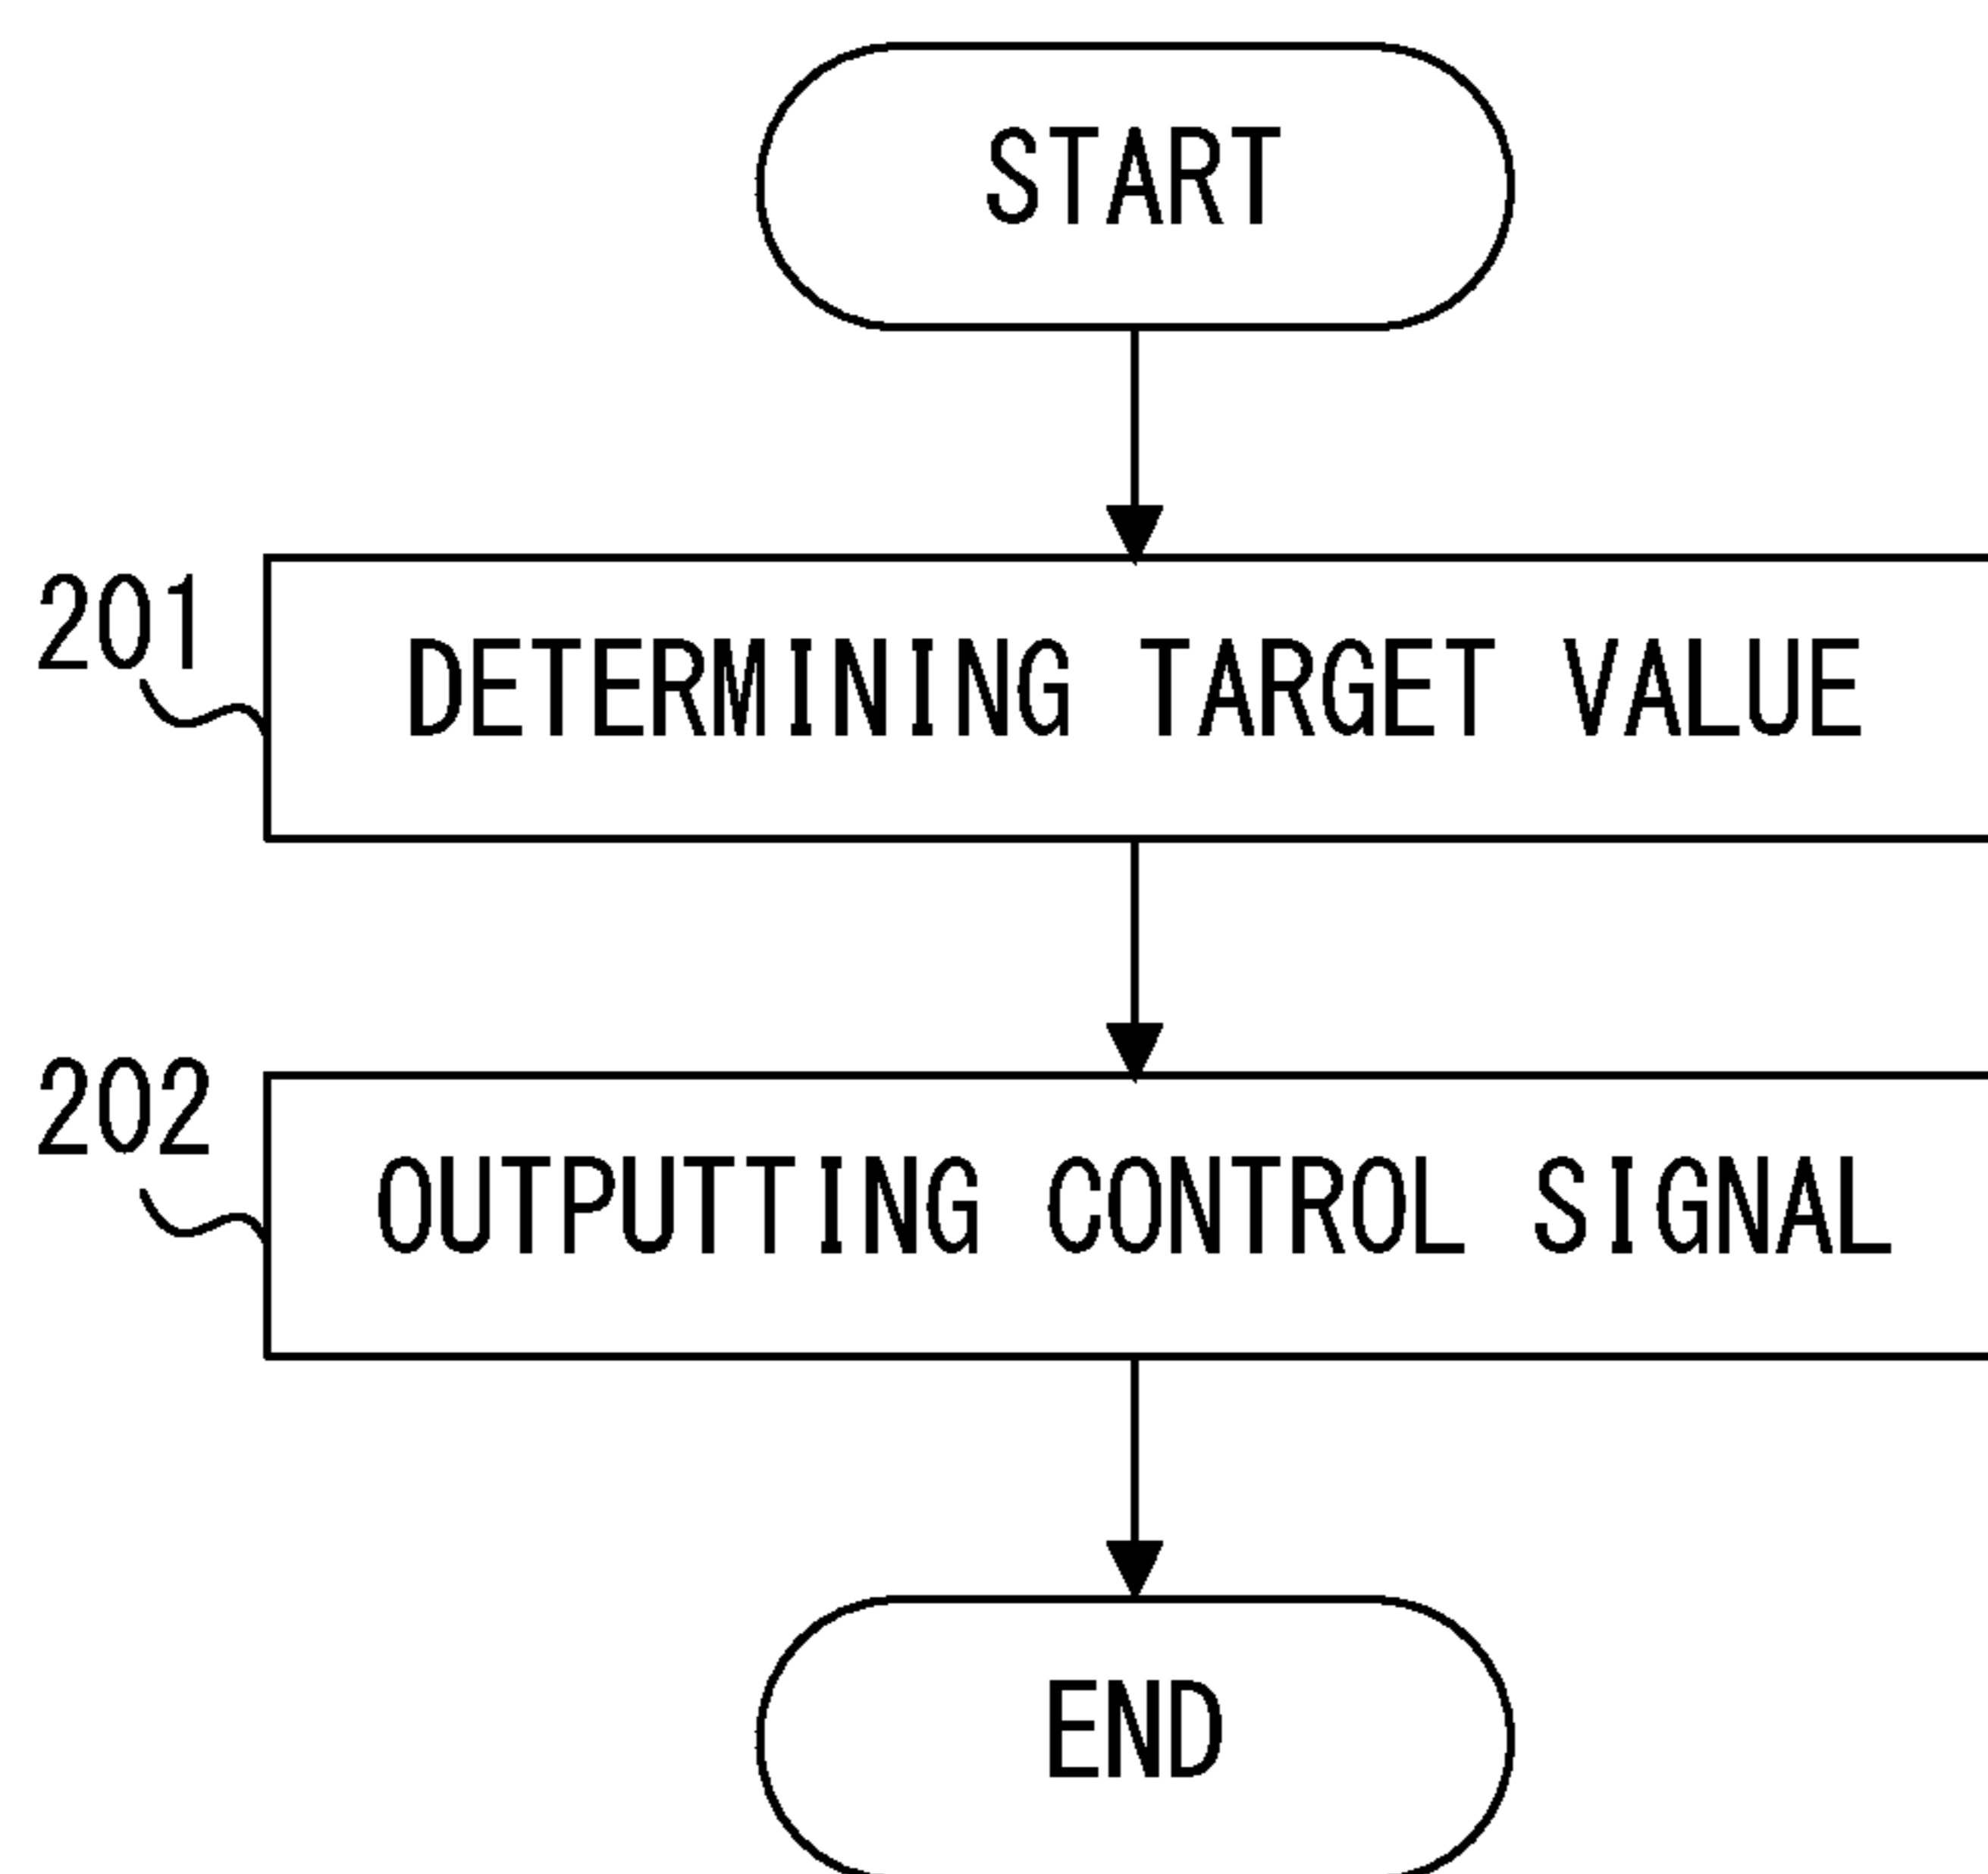 START
201
DETERMINING TARGET VALUE
202
OUTPUTTING CONTROL SIGNAL
END